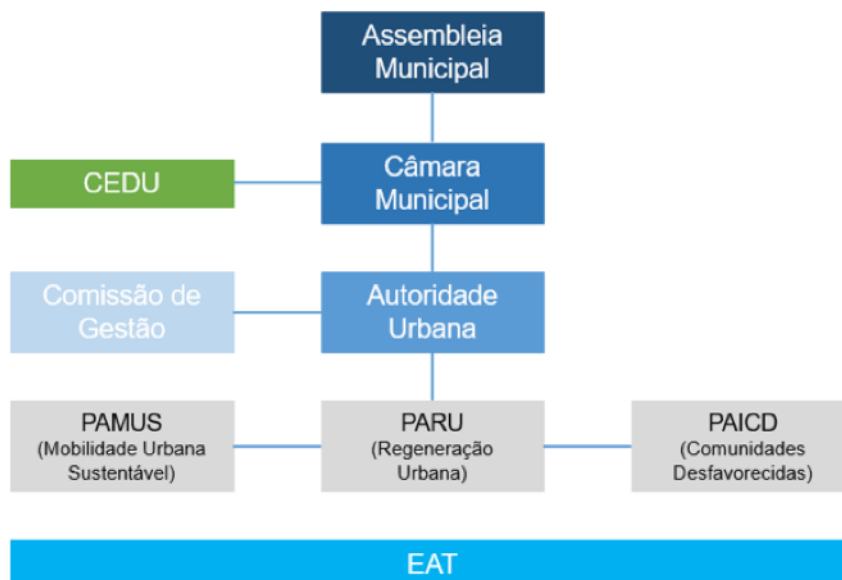 Assembleia
Municipal
CEDU
Câmara
Municipal
Comissão de
Gestão
Autoridade
Urbana
PAMUS
(Mobilidade Urbana
Sustentável)
PARU
(Regeneração
Urbana)
PAICD
(Comunidades
Desfavorecidas)
EAT